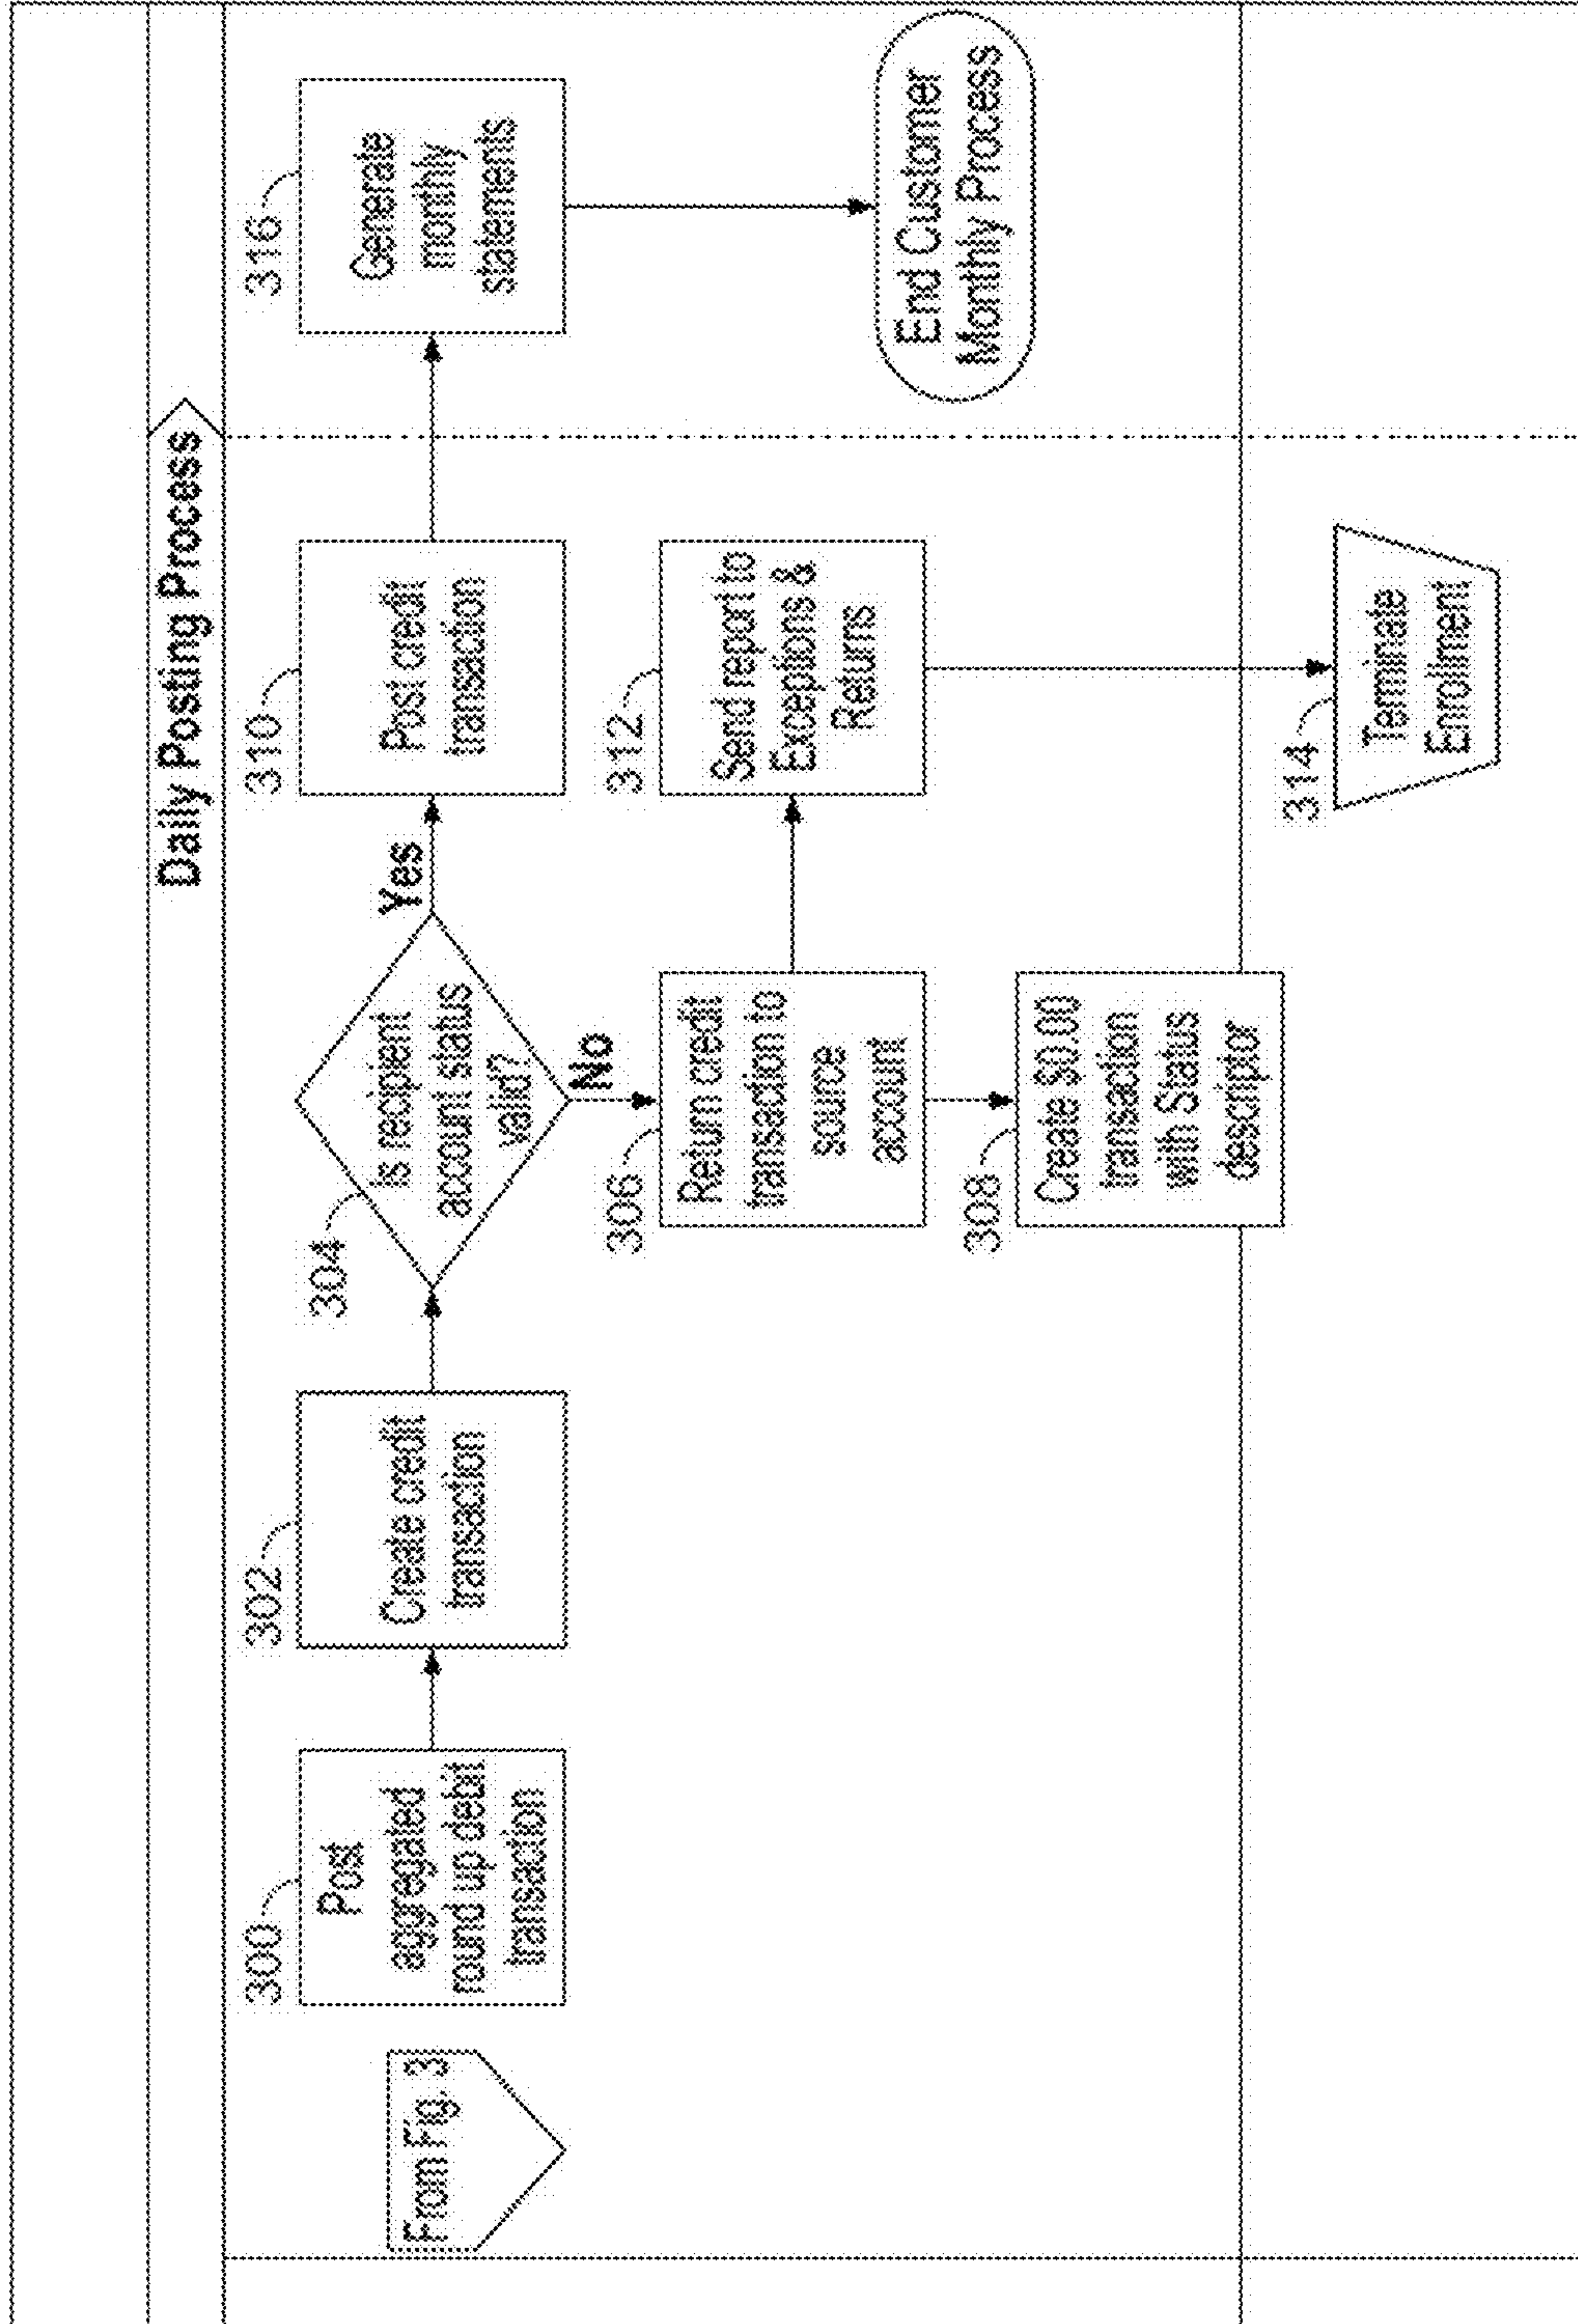 Daily Posting Process
From Fig. 3
300
Post
aggregated
round up debit
transaction
302
Create credit
transaction
304
Is recipient
account status
valid?
Yes
No
310
Post credit
transaction
316
Generate
monthly
statements
306
Return credit
transaction to
source
account
312
Send report to
Exceptions &
Returns
End Customer
Monthly Process
308
Create $0.00
transaction
with Status
descriptor
314
Terminate
Enrollment